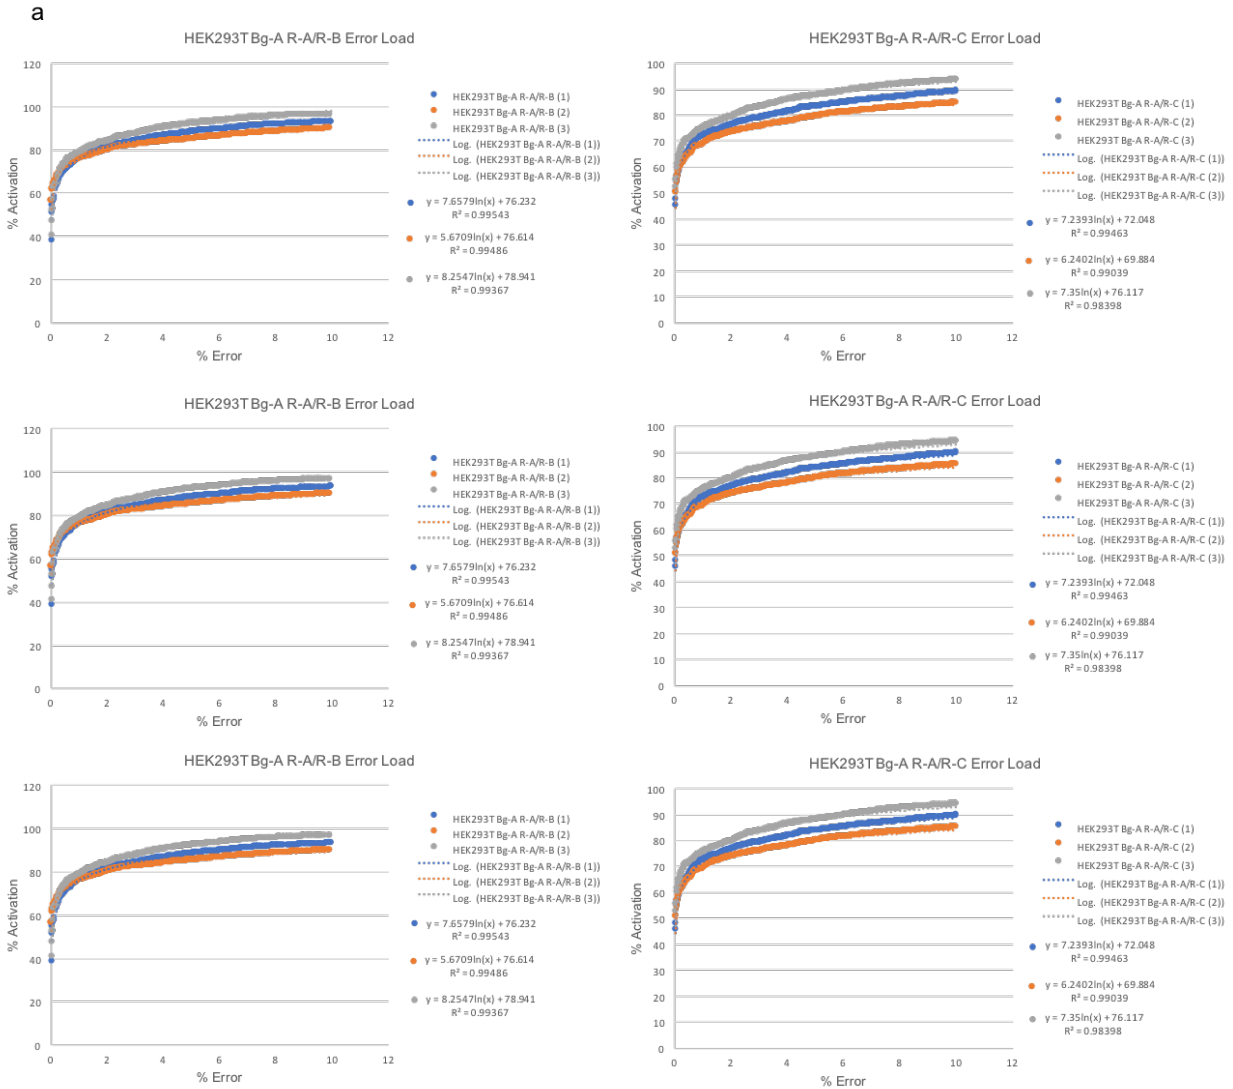 a
HEK293T Bg-A R-A/R-B Error Load
120
100
80
60
40
20
0
% Activation
0 2 4 6 8 10 12
% Error
HEK293T Bg-A R-A/R-B (1)
HEK293T Bg-A R-A/R-B (2)
HEK293T Bg-A R-A/R-B (3)
Log. (HEK293T Bg-A R-A/R-B (1))
Log. (HEK293T Bg-A R-A/R-B (2))
Log. (HEK293T Bg-A R-A/R-B (3))
y = 7.6579ln(x) + 76.232
R² = 0.99543
y = 5.6709ln(x) + 76.614
R² = 0.99486
y = 8.2547ln(x) + 78.941
R² = 0.99367
HEK293T Bg-A R-A/R-C Error Load
100
90
80
70
60
50
40
30
20
10
0
% Activation
0 2 4 6 8 10 12
% Error
HEK293T Bg-A R-A/R-C (1)
HEK293T Bg-A R-A/R-C (2)
HEK293T Bg-A R-A/R-C (3)
Log. (HEK293T Bg-A R-A/R-C (1))
Log. (HEK293T Bg-A R-A/R-C (2))
Log. (HEK293T Bg-A R-A/R-C (3))
y = 7.2393ln(x) + 72.048
R² = 0.99463
y = 6.2402ln(x) + 69.884
R² = 0.99039
y = 7.35ln(x) + 76.117
R² = 0.98398
HEK293T Bg-A R-A/R-B Error Load
120
100
80
60
40
20
0
% Activation
0 2 4 6 8 10 12
% Error
HEK293T Bg-A R-A/R-B (1)
HEK293T Bg-A R-A/R-B (2)
HEK293T Bg-A R-A/R-B (3)
Log. (HEK293T Bg-A R-A/R-B (1))
Log. (HEK293T Bg-A R-A/R-B (2))
Log. (HEK293T Bg-A R-A/R-B (3))
y = 7.6579ln(x) + 76.232
R² = 0.99543
y = 5.6709ln(x) + 76.614
R² = 0.99486
y = 8.2547ln(x) + 78.941
R² = 0.99367
HEK293T Bg-A R-A/R-C Error Load
100
90
80
70
60
50
40
30
20
10
0
% Activation
0 2 4 6 8 10 12
% Error
HEK293T Bg-A R-A/R-C (1)
HEK293T Bg-A R-A/R-C (2)
HEK293T Bg-A R-A/R-C (3)
Log. (HEK293T Bg-A R-A/R-C (1))
Log. (HEK293T Bg-A R-A/R-C (2))
Log. (HEK293T Bg-A R-A/R-C (3))
y = 7.2393ln(x) + 72.048
R² = 0.99463
y = 6.2402ln(x) + 69.884
R² = 0.99039
y = 7.35ln(x) + 76.117
R² = 0.98398
HEK293T Bg-A R-A/R-B Error Load
120
100
80
60
40
20
0
% Activation
0 2 4 6 8 10 12
% Error
HEK293T Bg-A R-A/R-B (1)
HEK293T Bg-A R-A/R-B (2)
HEK293T Bg-A R-A/R-B (3)
Log. (HEK293T Bg-A R-A/R-B (1))
Log. (HEK293T Bg-A R-A/R-B (2))
Log. (HEK293T Bg-A R-A/R-B (3))
y = 7.6579ln(x) + 76.232
R² = 0.99543
y = 5.6709ln(x) + 76.614
R² = 0.99486
y = 8.2547ln(x) + 78.941
R² = 0.99367
HEK293T Bg-A R-A/R-C Error Load
100
90
80
70
60
50
40
30
20
10
0
% Activation
0 2 4 6 8 10 12
% Error
HEK293T Bg-A R-A/R-C (1)
HEK293T Bg-A R-A/R-C (2)
HEK293T Bg-A R-A/R-C (3)
Log. (HEK293T Bg-A R-A/R-C (1))
Log. (HEK293T Bg-A R-A/R-C (2))
Log. (HEK293T Bg-A R-A/R-C (3))
y = 7.2393ln(x) + 72.048
R² = 0.99463
y = 6.2402ln(x) + 69.884
R² = 0.99039
y = 7.35ln(x) + 76.117
R² = 0.98398